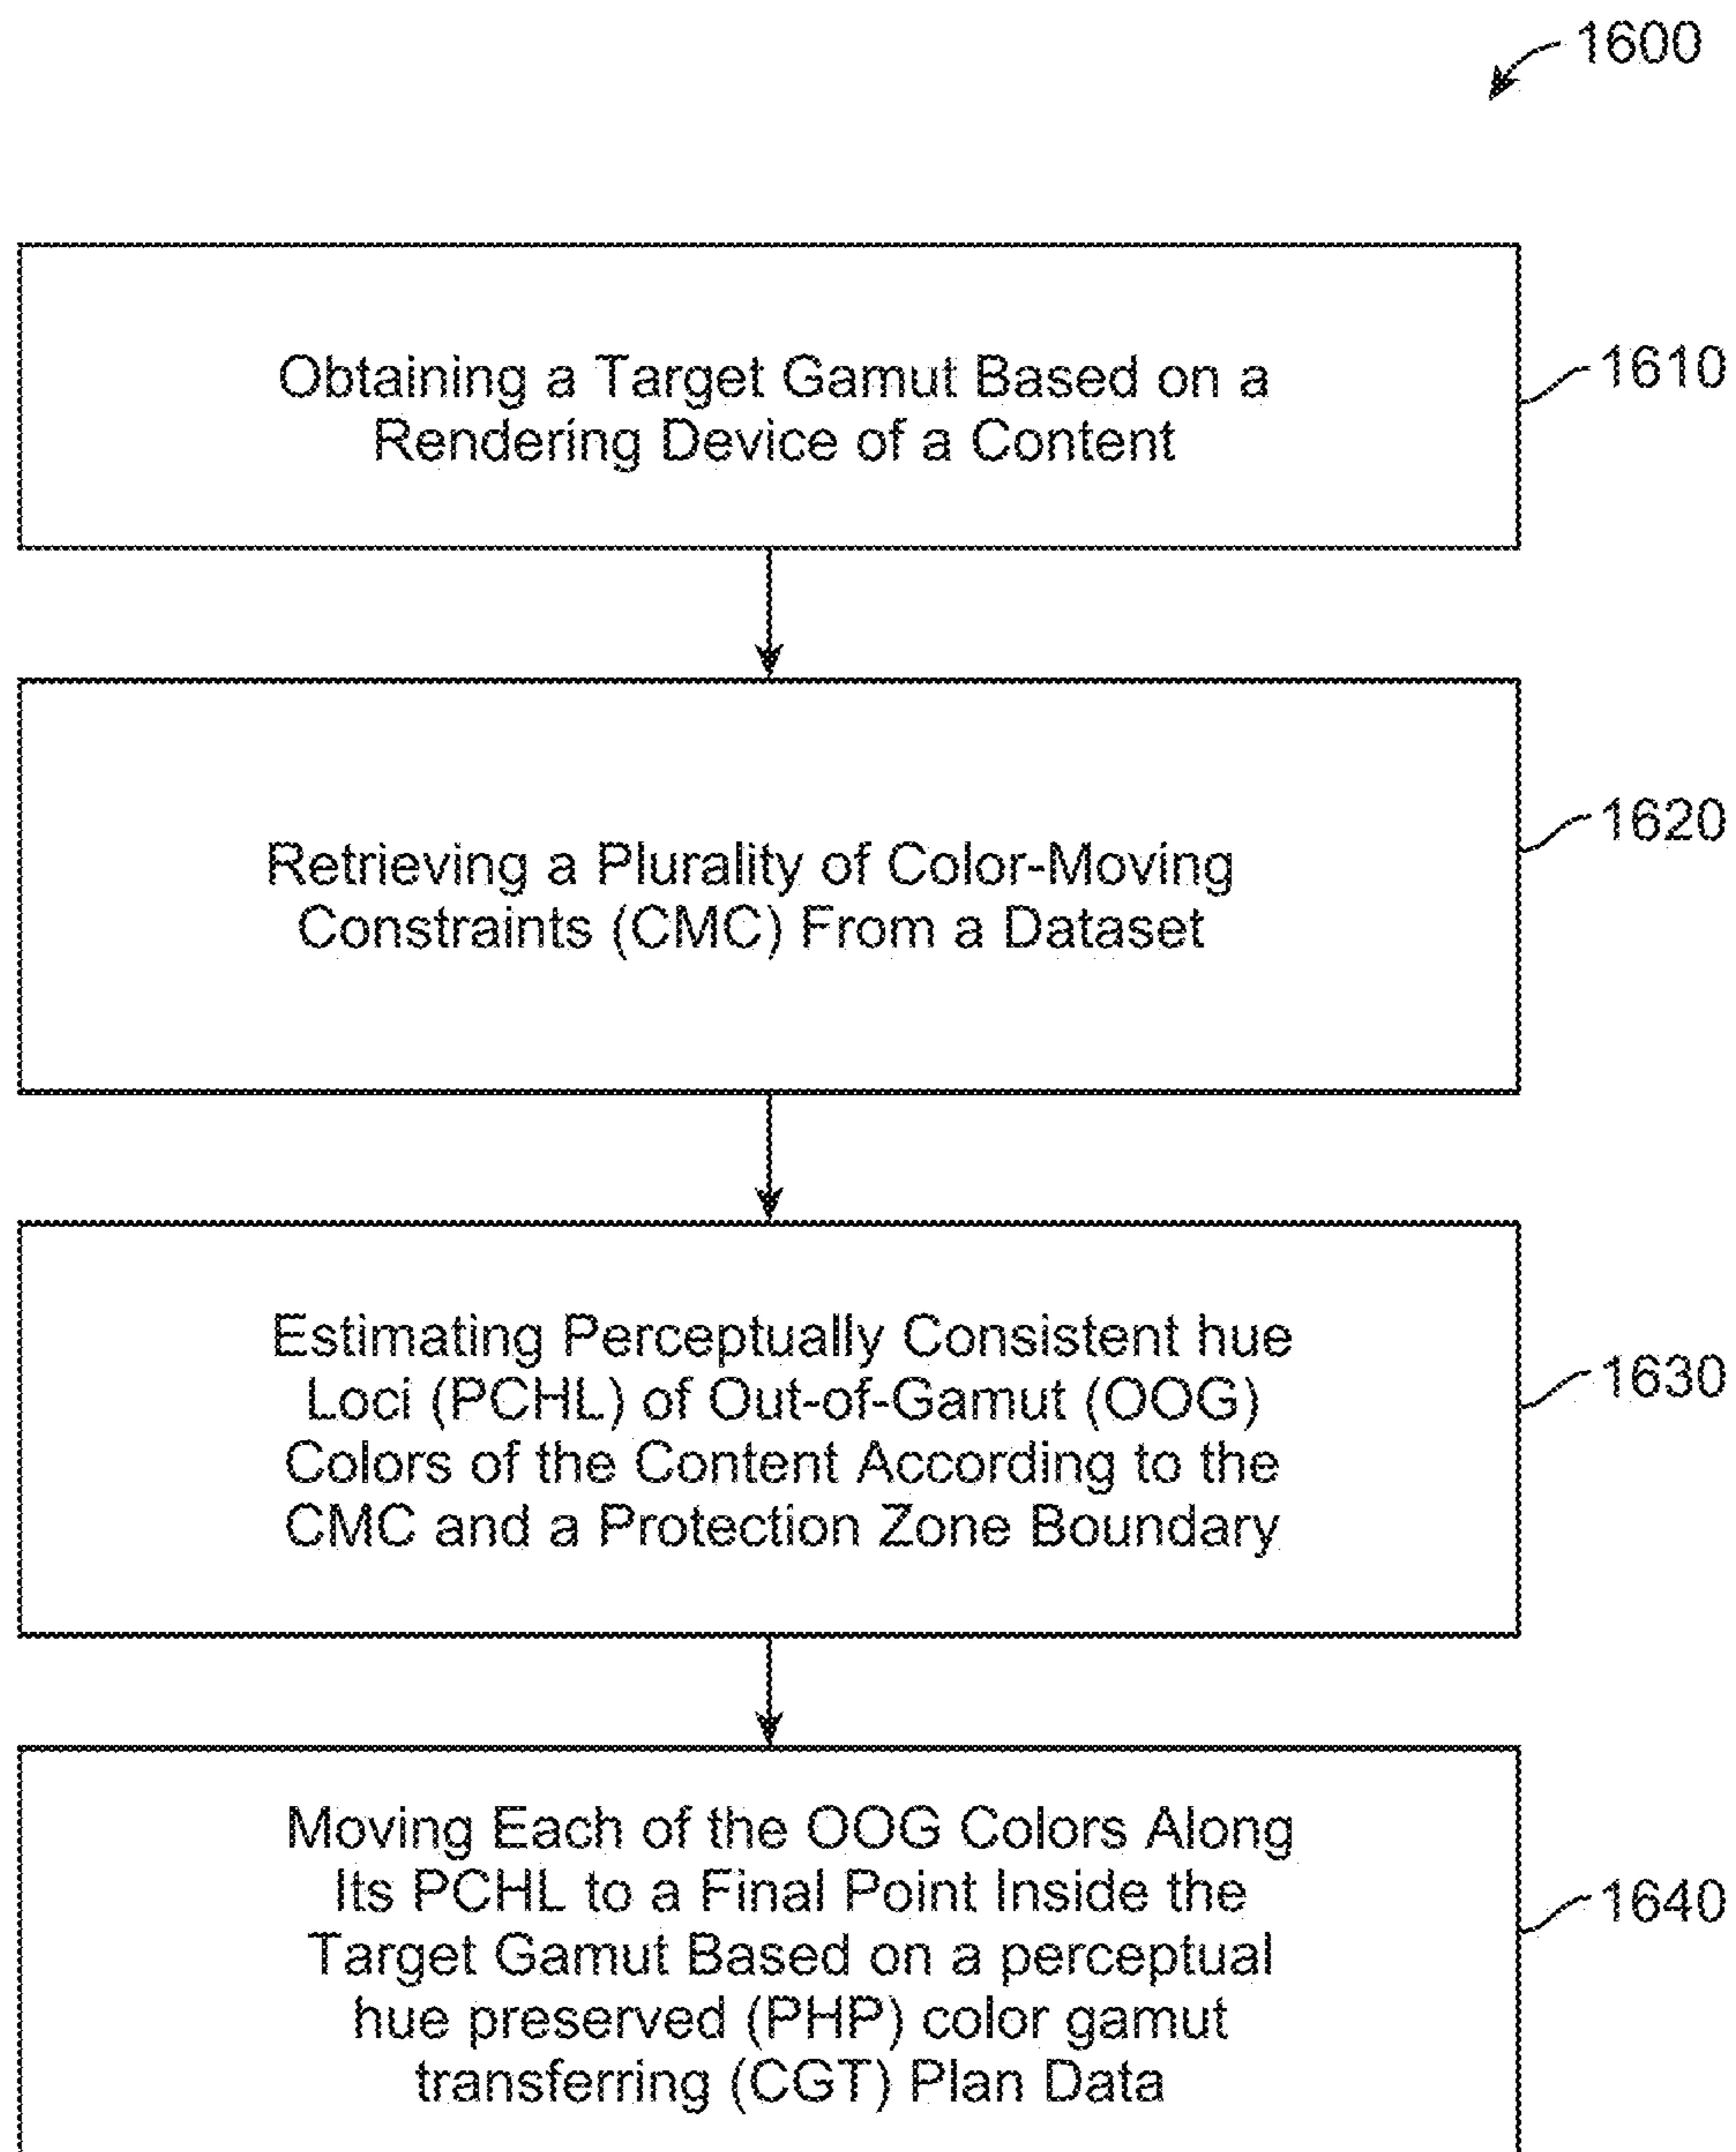 1600
Obtaining a Target Gamut Based on a
Rendering Device of a Content
1610
Retrieving a Plurality of Color-Moving
Constraints (CMC) From a Dataset
1620
Estimating Perceptually Consistent hue
Loci (PCHL) of Out-of-Gamut (OOG)
Colors of the Content According to the
CMC and a Protection Zone Boundary
1630
Moving Each of the OOG Colors Along
Its PCHL to a Final Point Inside the
Target Gamut Based on a perceptual
hue preserved (PHP) color gamut
transferring (CGT) Plan Data
1640